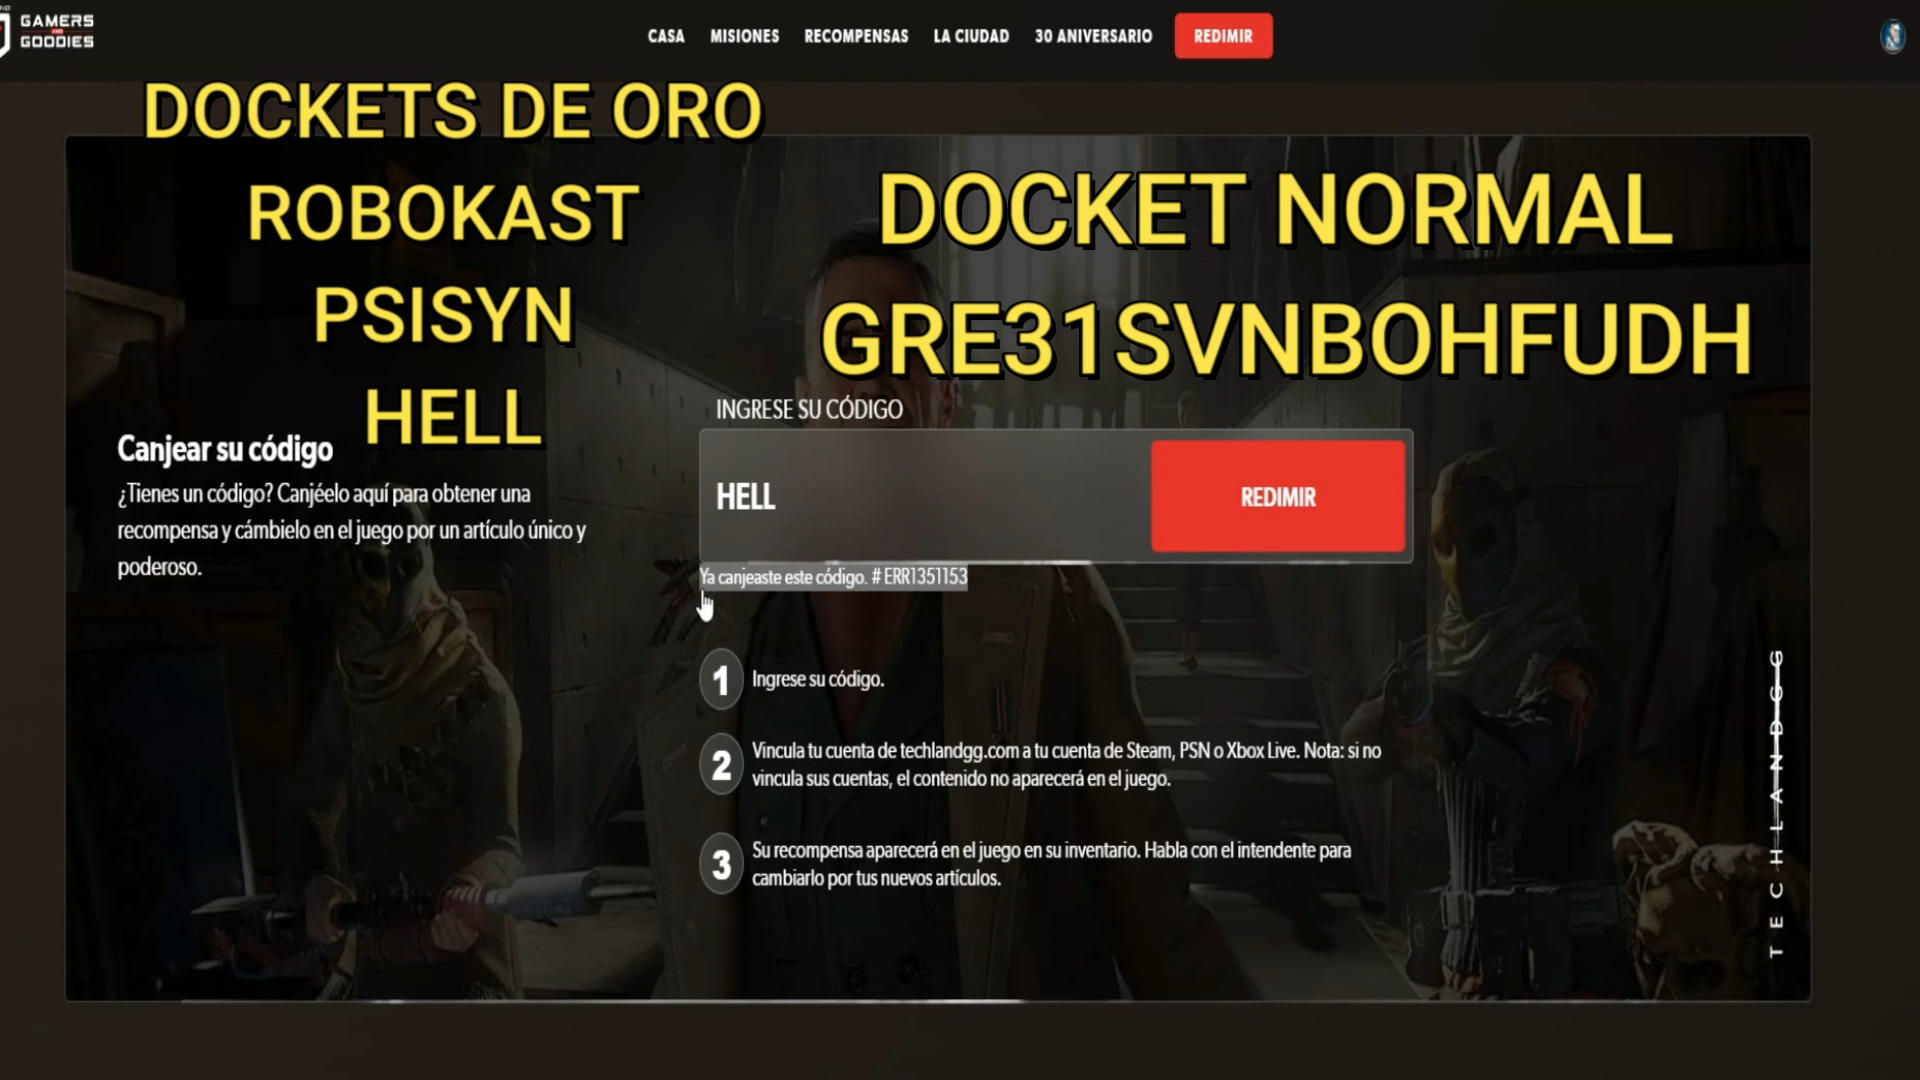 GAMERS
AND
GOODIES
CASA MISIONES RECOMPENSAS LA CIUDAD 30 ANIVERSARIO REDIMIR
DOCKETS DE ORO
ROBOKAST
PSISYN
HELL
DOCKET NORMAL
GRE31SVNBOHFUDH
Canjear su código
¿Tienes un código? Canjéelo aquí para obtener una
recompensa y cámbielo en el juego por un artículo único y
poderoso.
INGRESE SU CÓDIGO
HELL REDIMIR
Ya canjeaste este código. # ERR1351153
1 Ingrese su código.
2 Vincula tu cuenta de techlandgg.com a tu cuenta de Steam, PSN o Xbox Live. Nota: si no
vincula sus cuentas, el contenido no aparecerá en el juego.
3 Su recompensa aparecerá en el juego en su inventario. Habla con el intendente para
cambiarlo por tus nuevos artículos.
TECHLANDGG